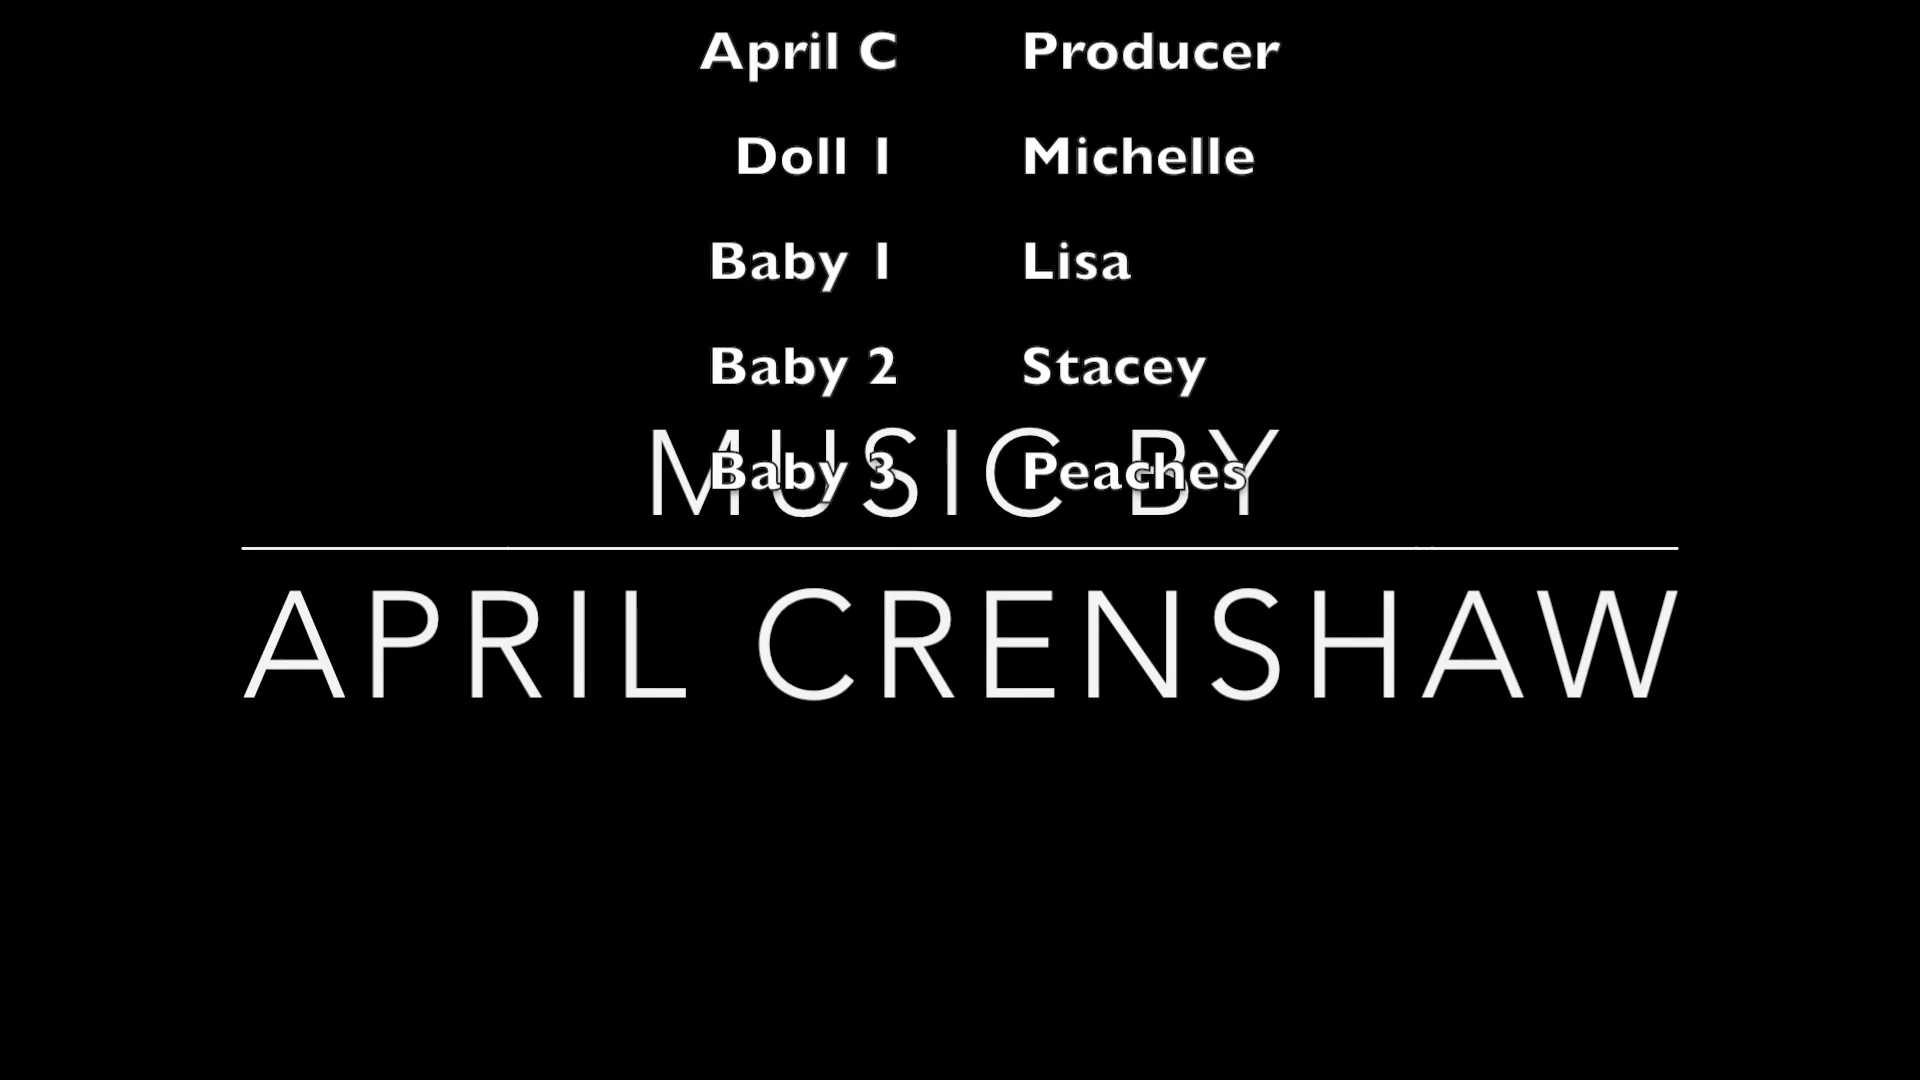 April C Producer
Doll 1 Michelle
Baby 1 Lisa
Baby 2 Stacey
Baby 3 Peaches
MUSIC BY
APRIL CRENSHAW